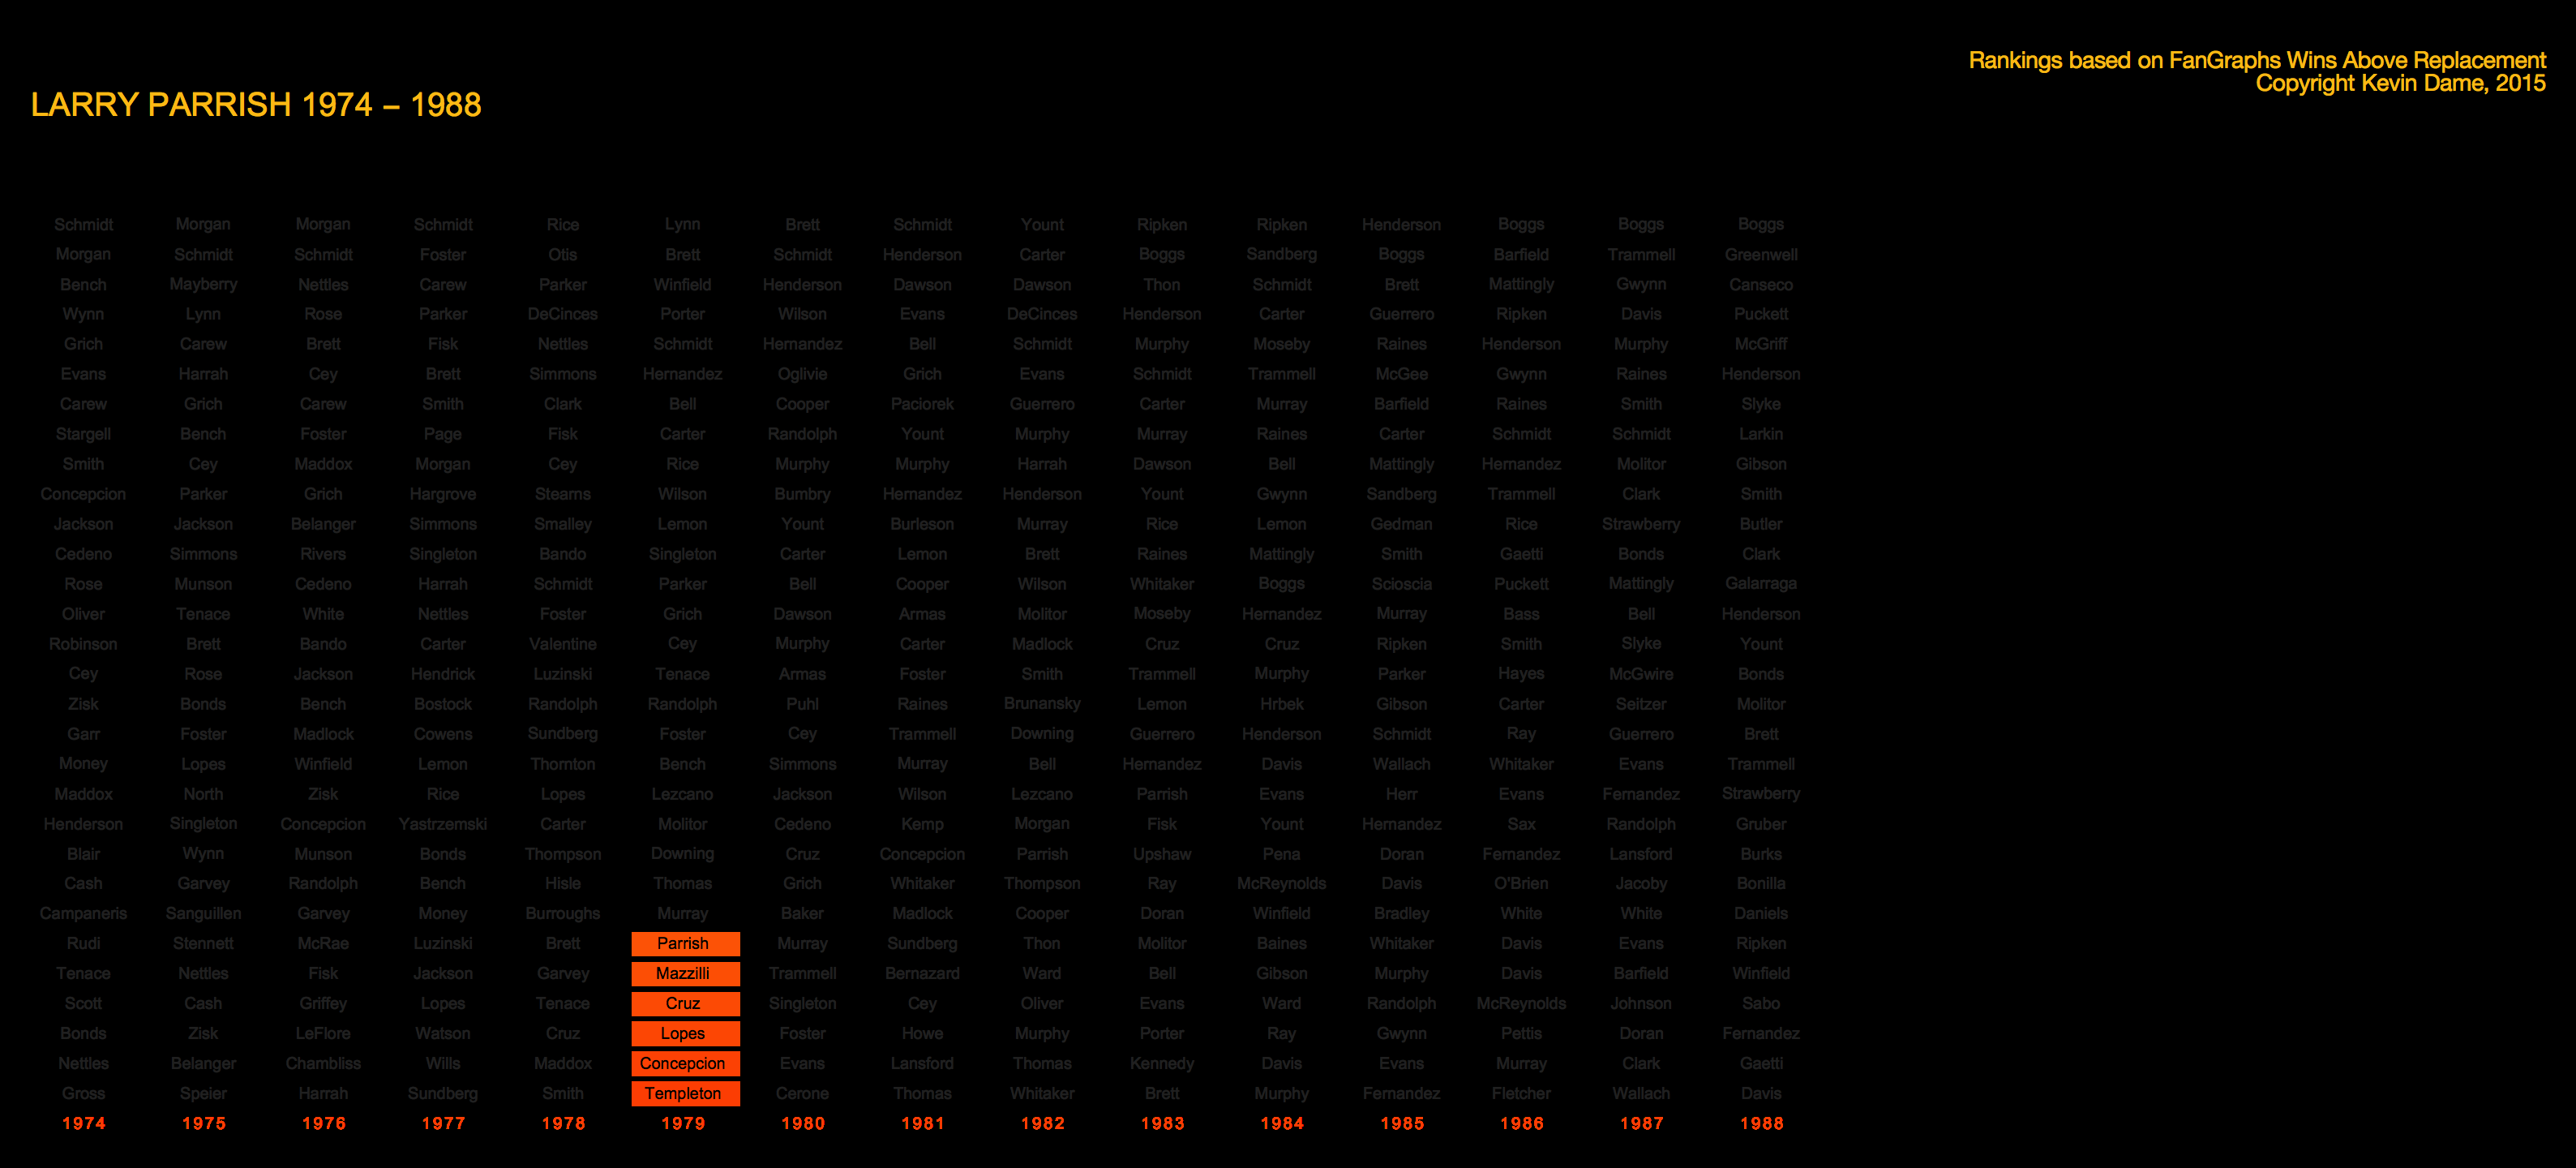 Rankings based on FanGraphs Wins Above Replacement
Copyright Kevin Dame, 2015
LARRY PARRISH 1974 – 1988
Schmidt Morgan Morgan Schmidt Rice Lynn Brett Schmidt Yount Ripken Ripken Henderson Boggs Boggs Boggs
Morgan Schmidt Schmidt Foster Otis Brett Schmidt Henderson Carter Boggs Sandberg Boggs Barfield Trammell Greenwell
Bench Mayberry Nettles Carew Parker Winfield Henderson Dawson Dawson Thon Schmidt Brett Mattingly Gwynn Canseco
Wynn Lynn Rose Parker DeCinces Porter Wilson Evans DeCinces Henderson Carter Guerrero Ripken Davis Puckett
Grich Carew Brett Fisk Nettles Schmidt Hernandez Bell Schmidt Murphy Moseby Raines Henderson Murphy McGriff
Evans Harrah Cey Brett Simmons Hernandez Oglivie Grich Evans Schmidt Trammell McGee Gwynn Raines Henderson
Carew Grich Carew Smith Clark Bell Cooper Paciorek Guerrero Carter Murray Barfield Raines Smith Slyke
Stargell Bench Foster Page Fisk Carter Randolph Yount Murphy Murray Raines Carter Schmidt Schmidt Larkin
Smith Cey Maddox Morgan Cey Rice Murphy Murphy Harrah Dawson Bell Mattingly Hernandez Molitor Gibson
Concepcion Parker Grich Hargrove Stearns Wilson Bumbry Hernandez Henderson Yount Gwynn Sandberg Trammell Clark Smith
Jackson Jackson Belanger Simmons Smalley Lemon Yount Burleson Murray Rice Lemon Gedman Rice Strawberry Butler
Cedeno Simmons Rivers Singleton Bando Singleton Carter Lemon Brett Raines Mattingly Smith Gaetti Bonds Clark
Rose Munson Cedeno Harrah Schmidt Parker Bell Cooper Wilson Whitaker Boggs Scioscia Puckett Mattingly Galarraga
Oliver Tenace White Nettles Foster Grich Dawson Armas Molitor Moseby Hernandez Murray Bass Bell Henderson
Robinson Brett Bando Carter Valentine Cey Murphy Carter Madlock Cruz Cruz Ripken Smith Slyke Yount
Cey Rose Jackson Hendrick Luzinski Tenace Armas Foster Smith Trammell Murphy Parker Hayes McGwire Bonds
Zisk Bonds Bench Bostock Randolph Randolph Puhl Raines Brunansky Lemon Hrbek Gibson Carter Seitzer Molitor
Garr Foster Madlock Cowens Sundberg Foster Cey Trammell Downing Guerrero Henderson Schmidt Ray Guerrero Brett
Money Lopes Winfield Lemon Thornton Bench Simmons Murray Bell Hernandez Davis Wallach Whitaker Evans Trammell
Maddox North Zisk Rice Lopes Lezcano Jackson Wilson Lezcano Parrish Evans Herr Evans Fernandez Strawberry
Henderson Singleton Concepcion Yastrzemski Carter Molitor Cedeno Kemp Morgan Fisk Yount Hernandez Sax Randolph Gruber
Blair Wynn Munson Bonds Thompson Downing Cruz Concepcion Parrish Upshaw Pena Doran Fernandez Lansford Burks
Cash Garvey Randolph Bench Hisle Thomas Grich Whitaker Thompson Ray McReynolds Davis O'Brien Jacoby Bonilla
Campaneris Sanguillen Garvey Money Burroughs Murray Baker Madlock Cooper Doran Winfield Bradley White White Daniels
Rudi Stennett McRae Luzinski Brett Parrish Murray Sundberg Thon Molitor Baines Whitaker Davis Evans Ripken
Tenace Nettles Fisk Jackson Garvey Mazzilli Trammell Bernazard Ward Bell Gibson Murphy Davis Barfield Winfield
Scott Cash Griffey Lopes Tenace Cruz Singleton Cey Oliver Evans Ward Randolph McReynolds Johnson Sabo
Bonds Zisk LeFlore Watson Cruz Lopes Foster Howe Murphy Porter Ray Gwynn Pettis Doran Fernandez
Nettles Belanger Chambliss Wills Maddox Concepcion Evans Lansford Thomas Kennedy Davis Evans Murray Clark Gaetti
Gross Speier Harrah Sundberg Smith Templeton Cerone Thomas Whitaker Brett Murphy Fernandez Fletcher Wallach Davis
1974 1975 1976 1977 1978 1979 1980 1981 1982 1983 1984 1985 1986 1987 1988